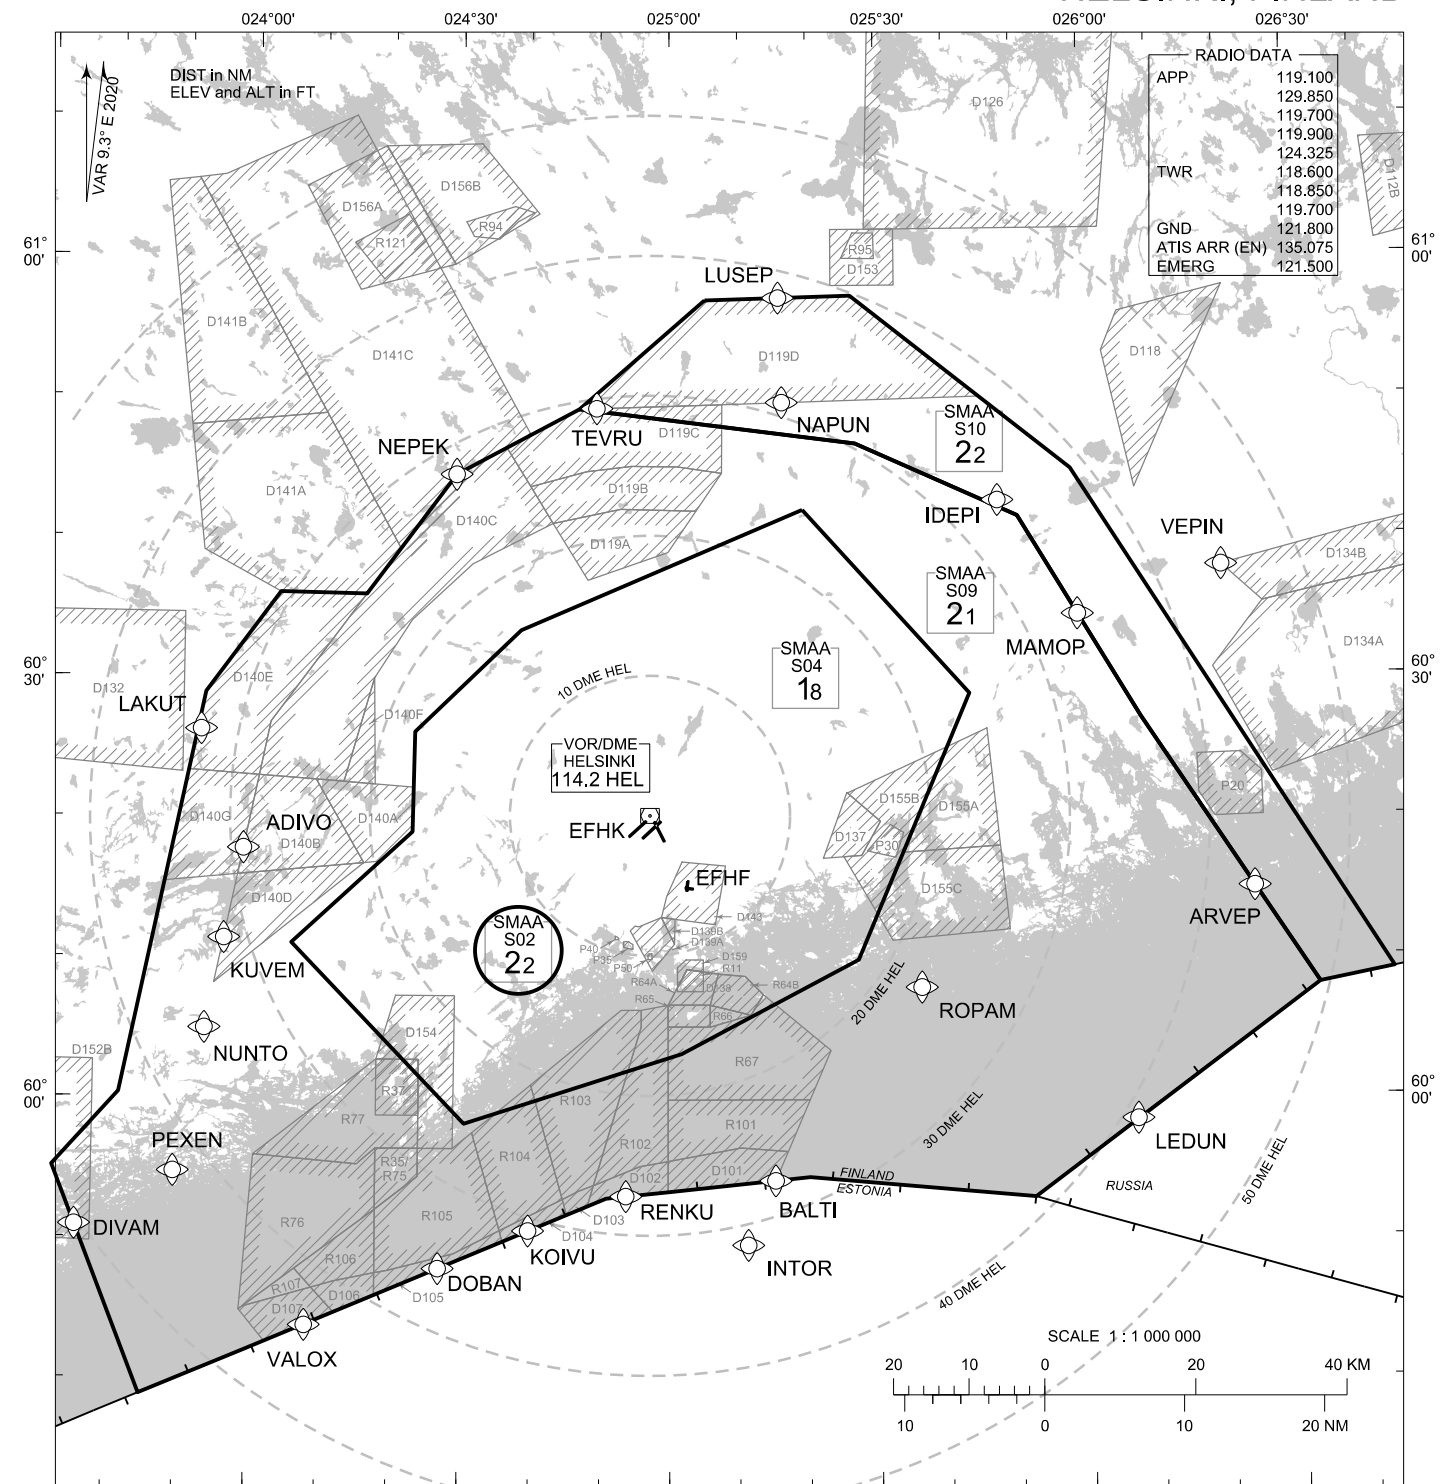 024°00'
024°30'
025°00'
025°30'
026°00'
026°30'
VAR 9.3° E 2020
DIST in NM
ELEV and ALT in FT
RADIO DATA
APP 119.100
129.850
119.700
119.900
124.325
TWR 118.600
118.850
119.700
GND 121.800
ATIS ARR (EN) 135.075
EMERG 121.500
D126
D112B
D156B
D156A
R94
R121
R95
D153
61°
00'
61°
00'
LUSEP
D141B
D141C
D119D
D118
NAPUN
TEVRU
D119C
SMAA
S10
22
NEPEK
D141A
D119B
D140C
D119A
IDEPI
VEPIN
D134B
SMAA
S09
21
D134A
MAMOP
SMAA
S04
18
60°
30'
60°
30'
D132
D140E
LAKUT
D140F
10 DME HEL
VOR/DME
HELSINKI
114.2 HEL
P20
D140G
ADIVO
D140A
D140B
EFHK
D155B
D155A
D137
P30
D155C
EFHF
D140D
ARVEP
SMAA
S02
22
D143
D139B
D139A
P40
P35
P50
D159
R11
R64A
D138
R64B
R65
R66
KUVEM
20 DME HEL
ROPAM
NUNTO
D154
D152B
R67
60°
00'
60°
00'
R37
R103
R77
R101
R102
30 DME HEL
LEDUN
PEXEN
R104
R35/
R75
D101
D102
FINLAND
ESTONIA
RUSSIA
50 DME HEL
DIVAM
R76
R105
RENKU
BALTI
D103
D104
KOIVU
INTOR
R106
R107
DOBAN
D105
D106
D107
40 DME HEL
VALOX
SCALE 1 : 1 000 000
20 10 0 20 40 KM
10 0 10 20 NM